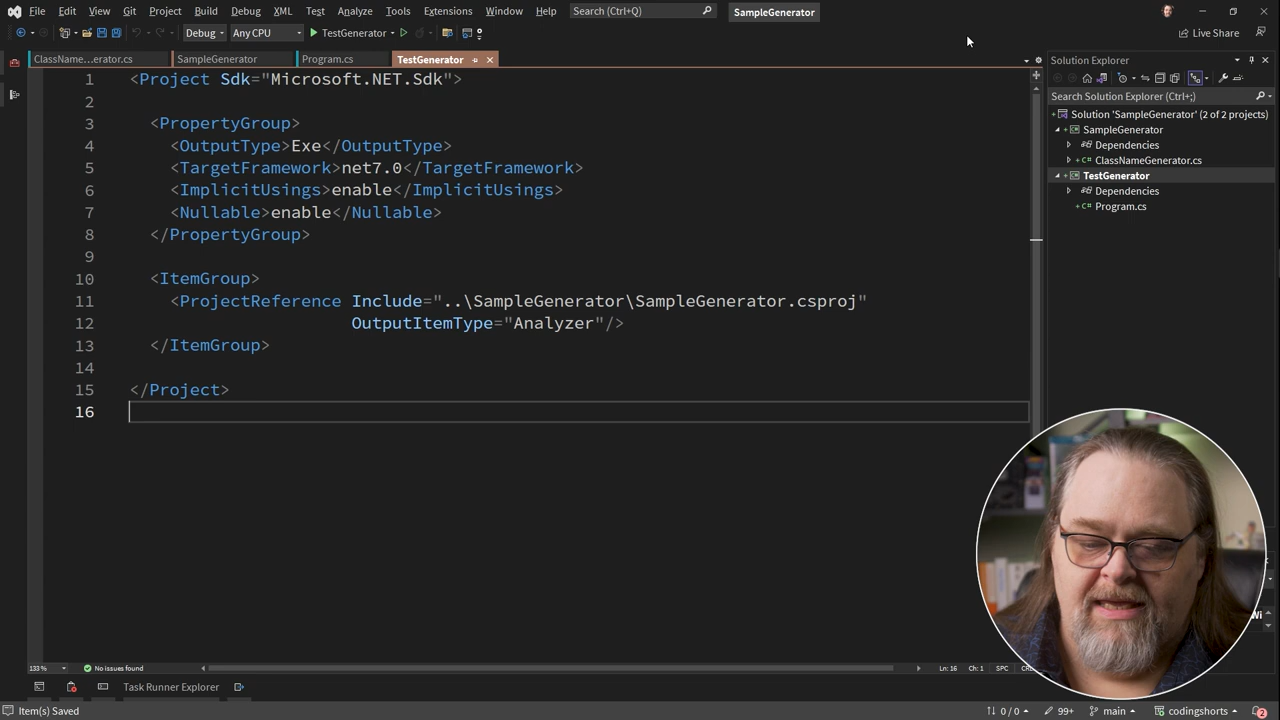 File Edit View Git Project Build Debug XML Test Analyze Tools Extensions Window Help Search (Ctrl+Q) SampleGenerator
Debug Any CPU TestGenerator Live Share
ClassName...erator.cs SampleGenerator Program.cs TestGenerator
Solution Explorer
Search Solution Explorer (Ctrl+;)
Solution 'SampleGenerator' (2 of 2 projects)
SampleGenerator
Dependencies
ClassNameGenerator.cs
TestGenerator
Dependencies
Program.cs
1 <Project Sdk="Microsoft.NET.Sdk">
2
3 <PropertyGroup>
4 <OutputType>Exe</OutputType>
5 <TargetFramework>net7.0</TargetFramework>
6 <ImplicitUsings>enable</ImplicitUsings>
7 <Nullable>enable</Nullable>
8 </PropertyGroup>
9
10 <ItemGroup>
11 <ProjectReference Include="..\SampleGenerator\SampleGenerator.csproj"
12 OutputItemType="Analyzer"/>
13 </ItemGroup>
14
15 </Project>
16
133 % No issues found Ln: 16 Ch: 1 SPC
Task Runner Explorer
Item(s) Saved 0 / 0 99+ main codingshorts 2